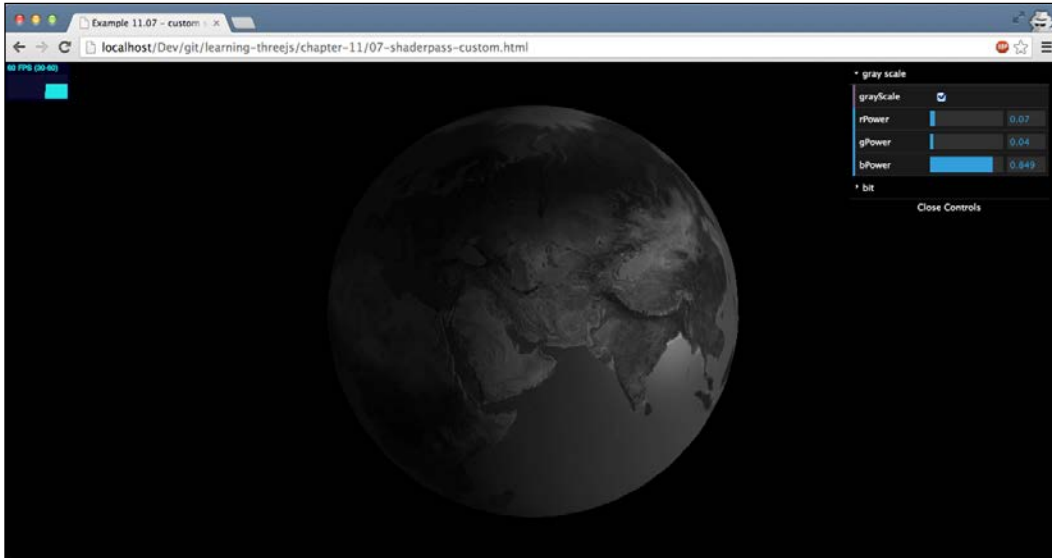 Example 11.07 - custom s
localhost/Dev/git/learning-threejs/chapter-11/07-shaderpass-custom.html
60 FPS (30-60)
gray scale
grayScale
rPower 0.07
gPower 0.04
bPower 0.849
bit
Close Controls